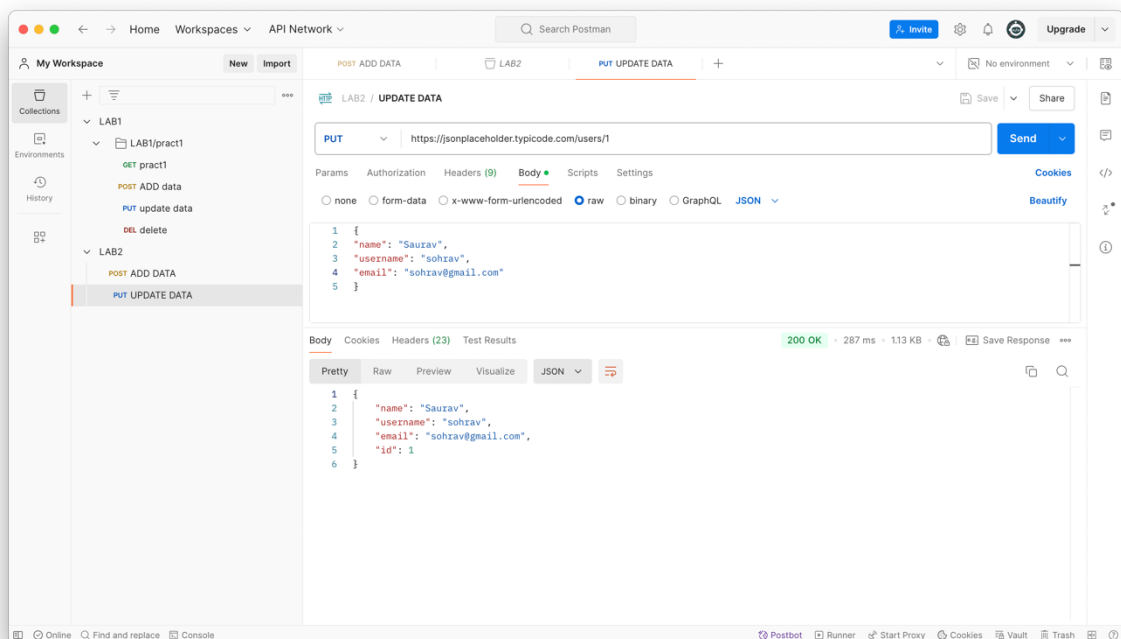 Home Workspaces API Network Search Postman Invite Upgrade
My Workspace New Import POST ADD DATA LAB2 PUT UPDATE DATA No environment
Collections
Environments
History
LAB1
LAB1/pract1
GET pract1
POST ADD data
PUT update data
DEL delete
LAB2
POST ADD DATA
PUT UPDATE DATA
HTTP LAB2 / UPDATE DATA Save Share
PUT https://jsonplaceholder.typicode.com/users/1 Send
Params Authorization Headers (9) Body Scripts Settings Cookies
none form-data x-www-form-urlencoded raw binary GraphQL JSON Beautify
1 {
2 "name": "Saurav",
3 "username": "sohrav",
4 "email": "sohrav@gmail.com"
5 }
Body Cookies Headers (23) Test Results 200 OK 287 ms 1.13 KB Save Response
Pretty Raw Preview Visualize JSON
1 {
2 "name": "Saurav",
3 "username": "sohrav",
4 "email": "sohrav@gmail.com",
5 "id": 1
6 }
Online Find and replace Console Postbot Runner Start Proxy Cookies Vault Trash